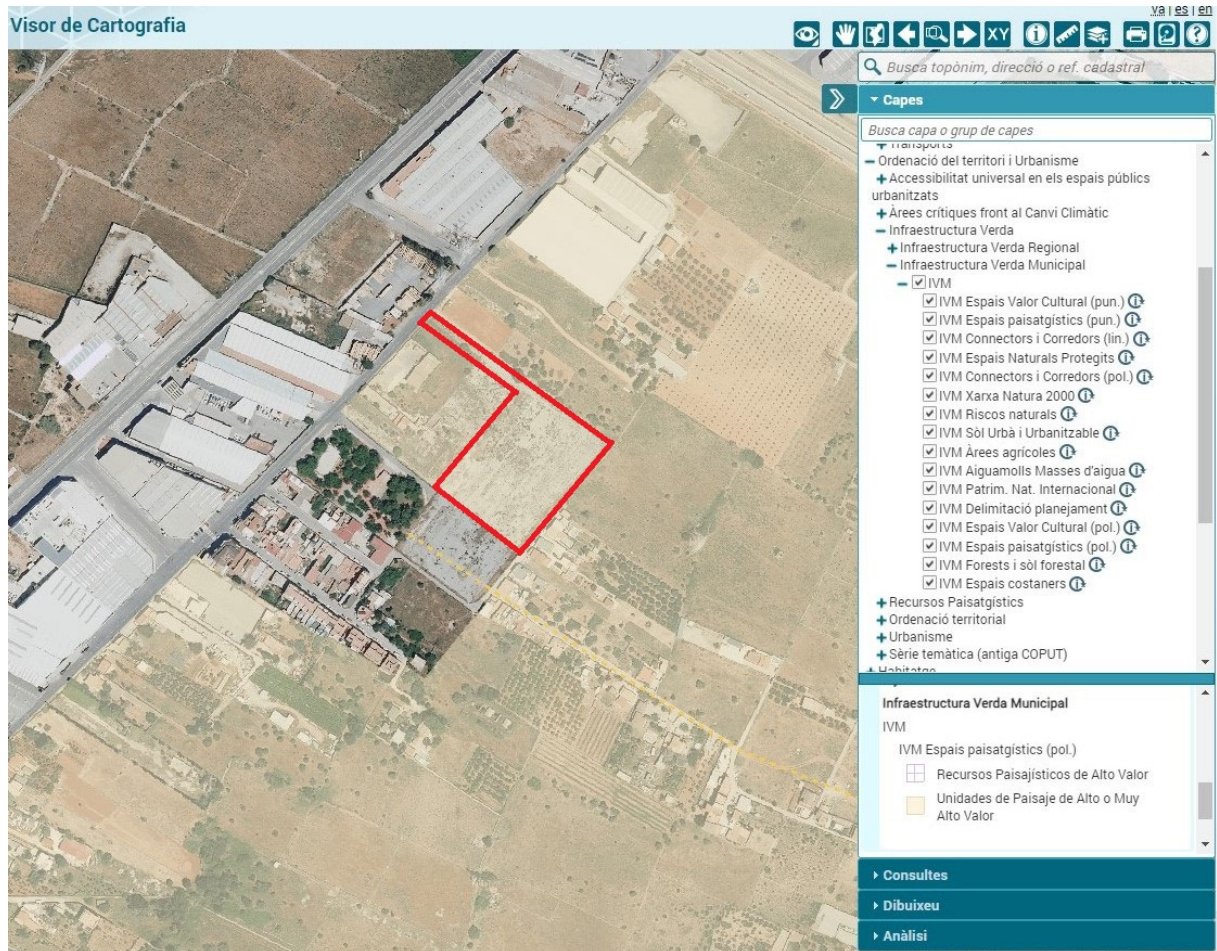 va | es | en
Visor de Cartografia
XY
Busca topònim, direcció o ref. cadastral
Capes
Busca capa o grup de capes
Transports
Ordenació del territori i Urbanisme
Accessibilitat universal en els espais públics
urbanitzats
Àrees crítiques front al Canvi Climàtic
Infraestructura Verda
Infraestructura Verda Regional
Infraestructura Verda Municipal
IVM
IVM Espais Valor Cultural (pun.)
IVM Espais paisatgístics (pun.)
IVM Connectors i Corredors (lin.)
IVM Espais Naturals Protegits
IVM Connectors i Corredors (pol.)
IVM Xarxa Natura 2000
IVM Riscos naturals
IVM Sòl Urbà i Urbanitzable
IVM Àrees agrícoles
IVM Aiguamolls Masses d'aigua
IVM Patrim. Nat. Internacional
IVM Delimitació planejament
IVM Espais Valor Cultural (pol.)
IVM Espais paisatgístics (pol.)
IVM Forests i sòl forestal
IVM Espais costaners
Recursos Paisatgístics
Ordenació territorial
Urbanisme
Sèrie temàtica (antiga COPUT)
Habitatge
Infraestructura Verda Municipal
IVM
IVM Espais paisatgístics (pol.)
Recursos Paisajísticos de Alto Valor
Unidades de Paisaje de Alto o Muy
Alto Valor
Consultes
Dibuixeu
Anàlisi